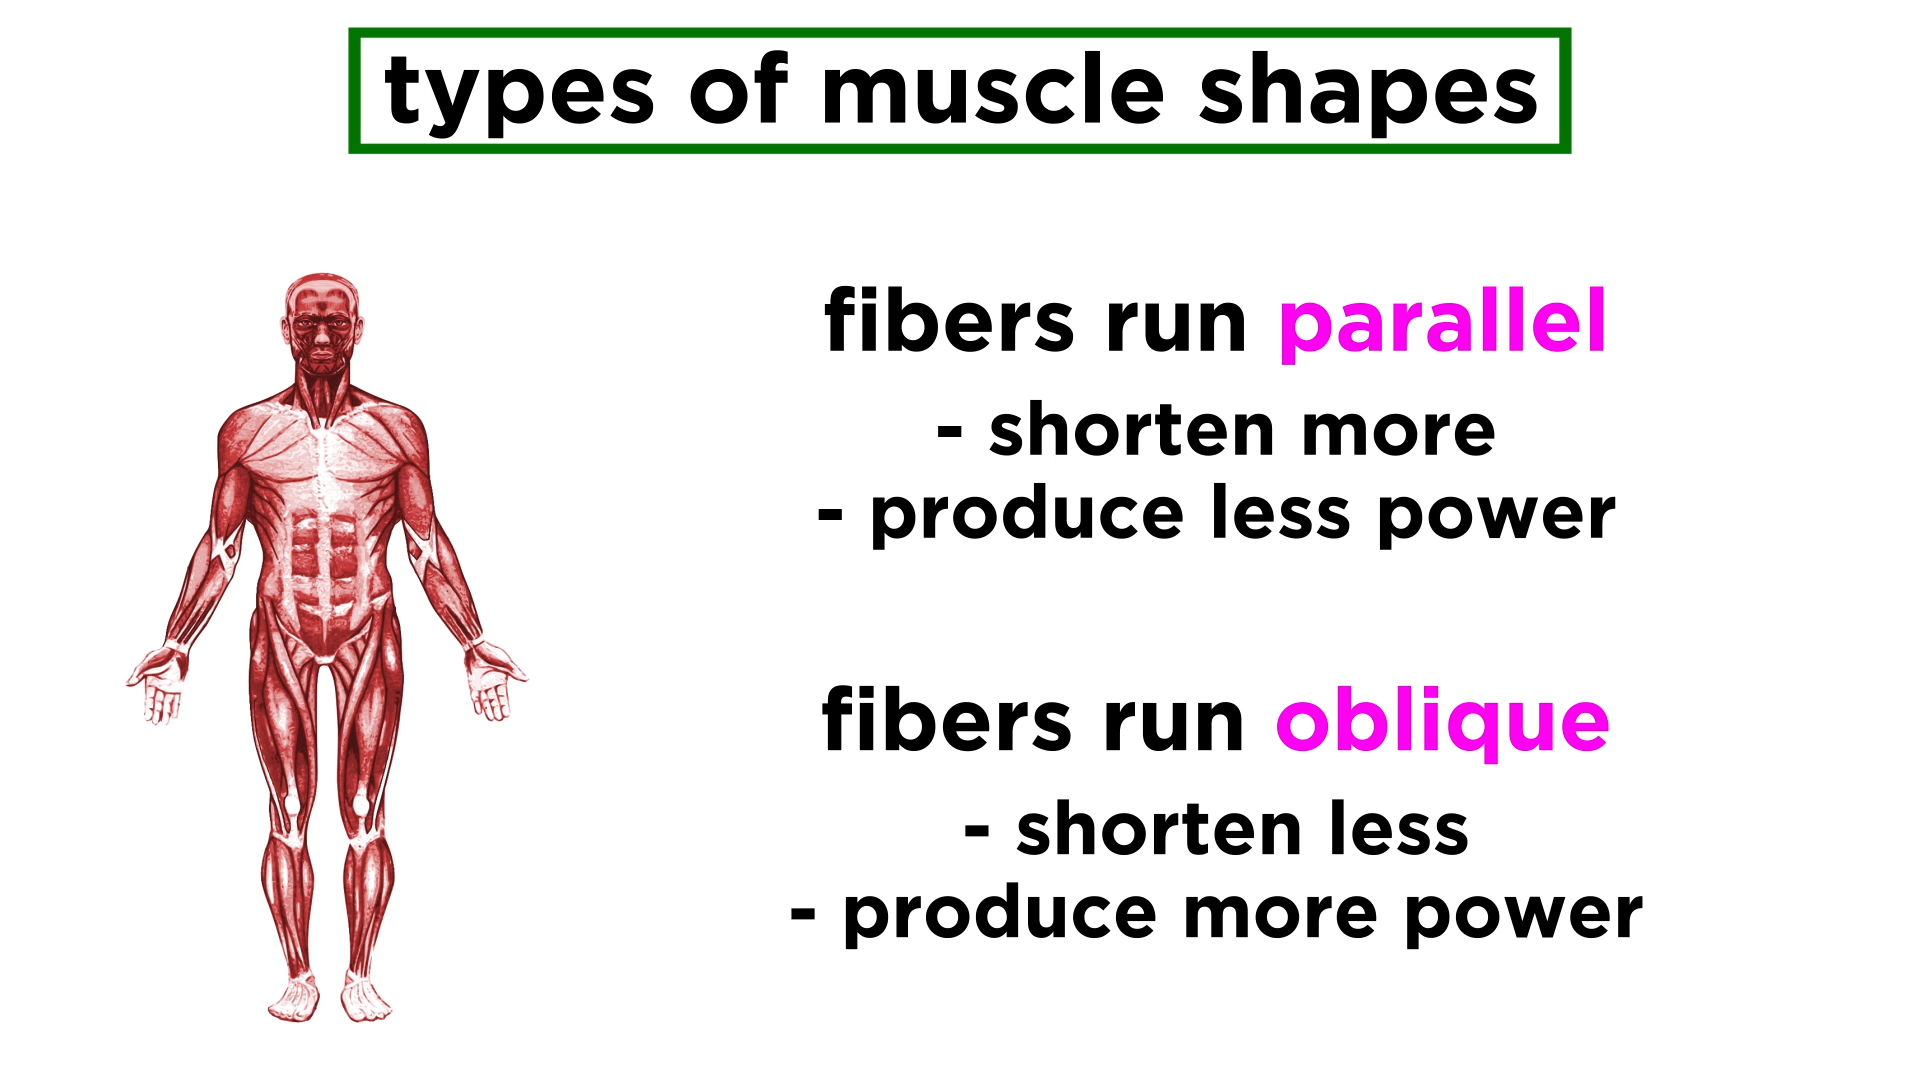 types of muscle shapes
fibers run parallel
- shorten more
- produce less power
fibers run oblique
- shorten less
- produce more power